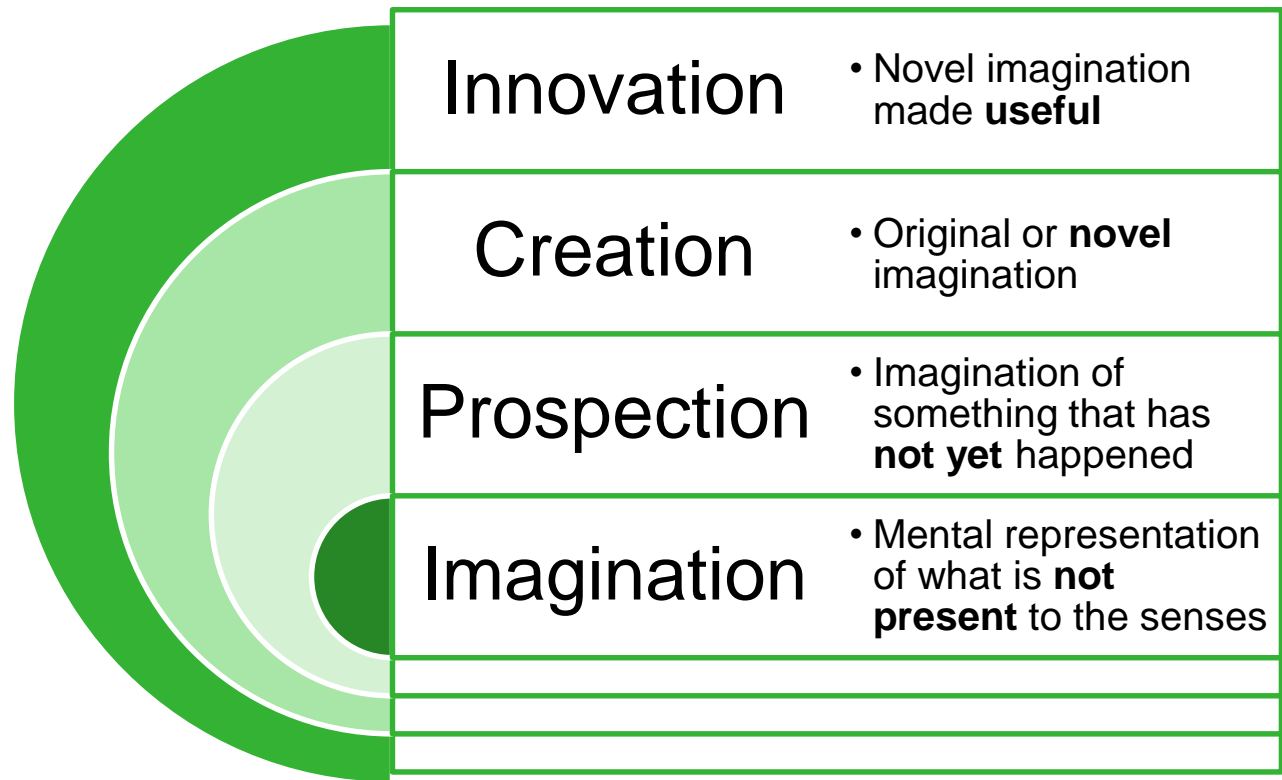 Innovation
• Novel imagination
made useful
Creation
• Original or novel
imagination
Prospection
• Imagination of
something that has
not yet happened
Imagination
• Mental representation
of what is not
present to the senses